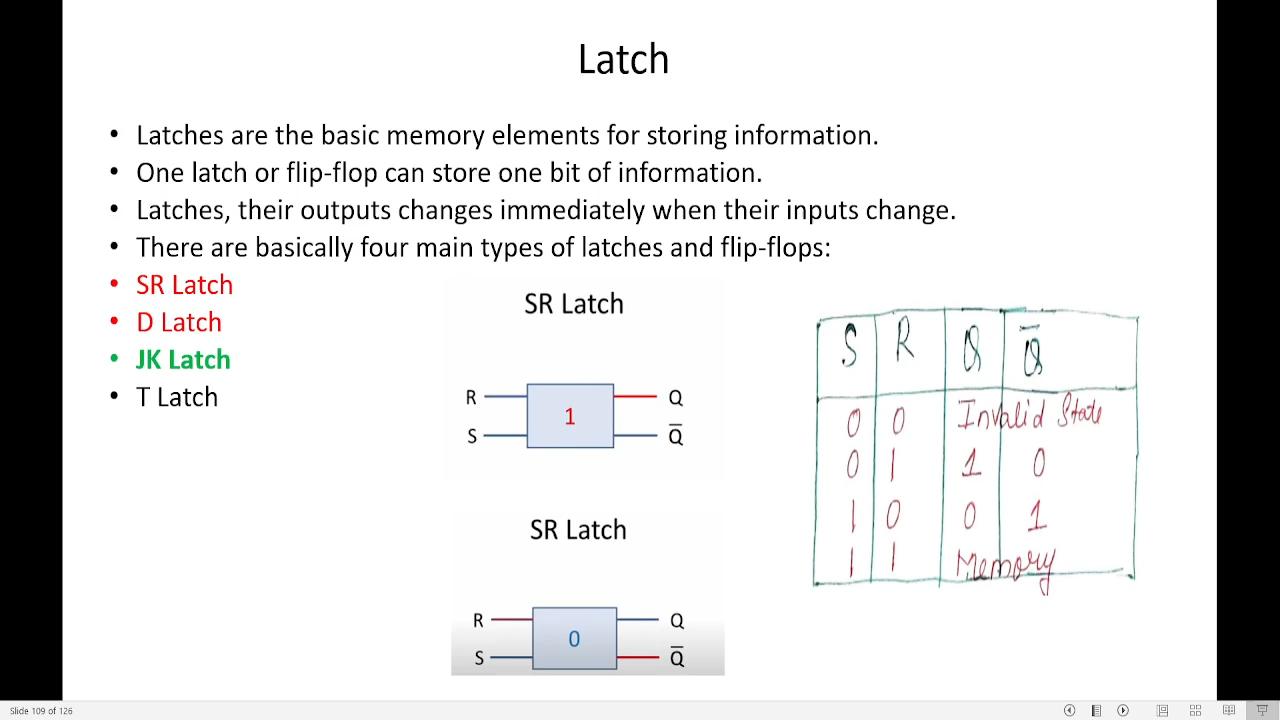 Latch
• Latches are the basic memory elements for storing information.
• One latch or flip-flop can store one bit of information.
• Latches, their outputs changes immediately when their inputs change.
• There are basically four main types of latches and flip-flops:
• SR Latch
• D Latch
• JK Latch
• T Latch
SR Latch
R 1 Q
S Q̅
SR Latch
R 0 Q
S Q̅
S R Q Q̅
0 0 Invalid State
0 1 1 0
1 0 0 1
1 1 Memory
Slide 109 of 126